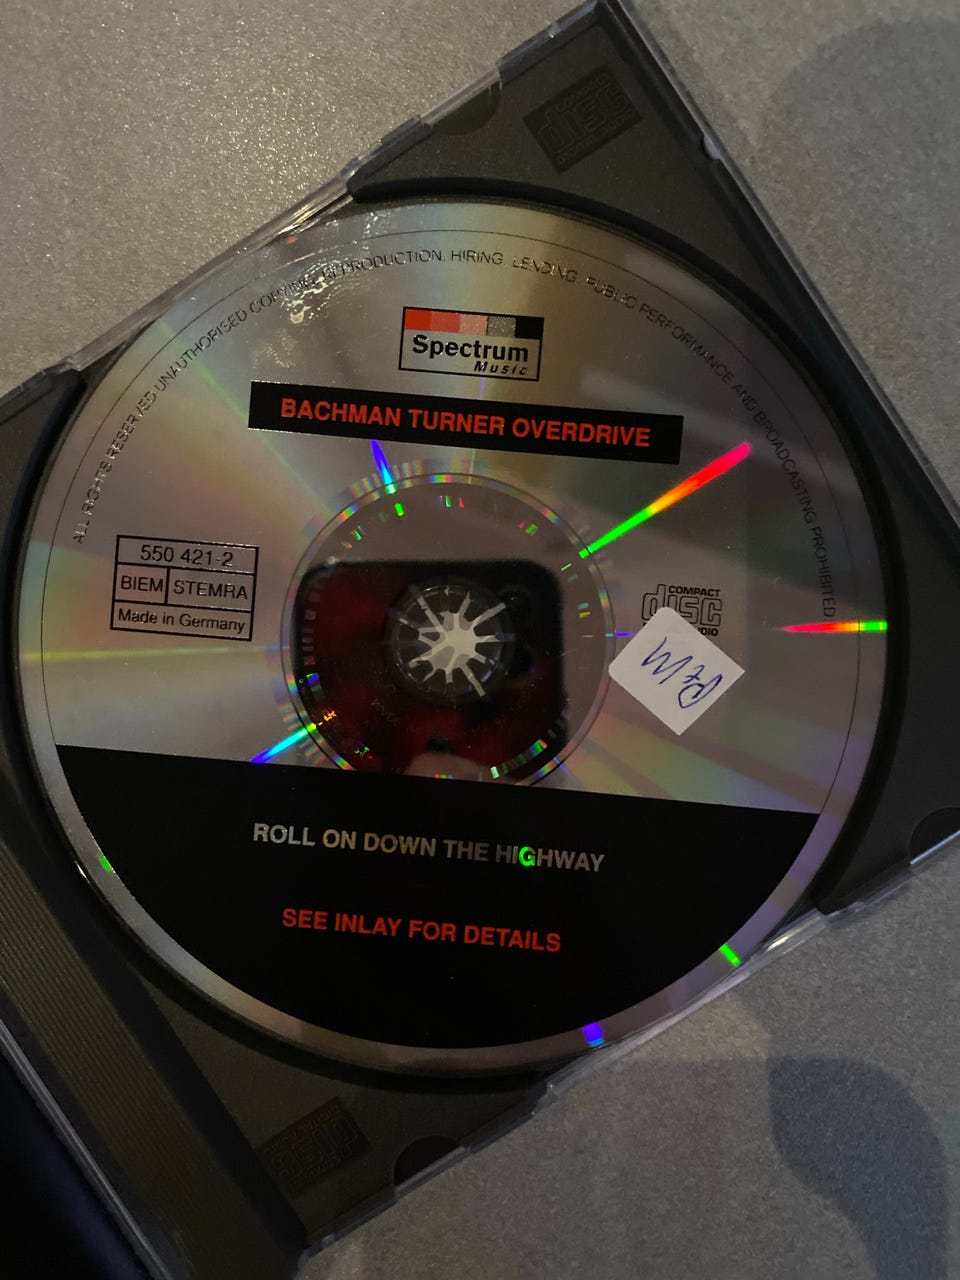 ALL RIGHTS RESERVED UNAUTHORISED COPYING, REPRODUCTION, HIRING, LENDING, PUBLIC PERFORMANCE AND BROADCASTING PROHIBITED
Spectrum
Music
BACHMAN TURNER OVERDRIVE
550 421-2
BIEM STEMRA
Made in Germany
COMPACT
disc
ROLL ON DOWN THE HIGHWAY
SEE INLAY FOR DETAILS